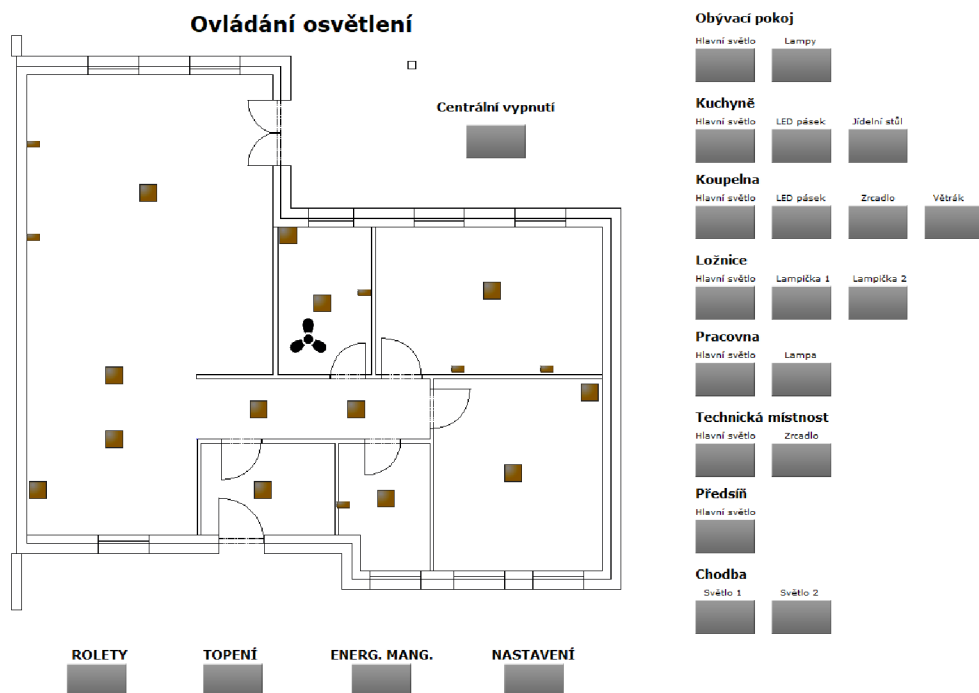 Ovládání osvětlení
Centrální vypnutí
Obývací pokoj
Hlavní světlo Lampy
Kuchyně
Hlavní světlo LED pásek Jídelní stůl
Koupelna
Hlavní světlo LED pásek Zrcadlo Větrák
Ložnice
Hlavní světlo Lampička 1 Lampička 2
Pracovna
Hlavní světlo Lampa
Technická místnost
Hlavní světlo Zrcadlo
Předsíň
Hlavní světlo
Chodba
Světlo 1 Světlo 2
ROLETY TOPENÍ ENERG. MANG. NASTAVENÍ